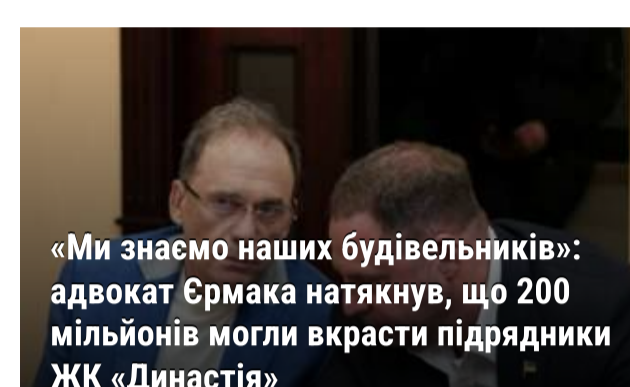 «Ми знаємо наших будівельників»:
адвокат Єрмака натякнув, що 200
мільйонів могли вкрасти підрядники
ЖК «Династія»